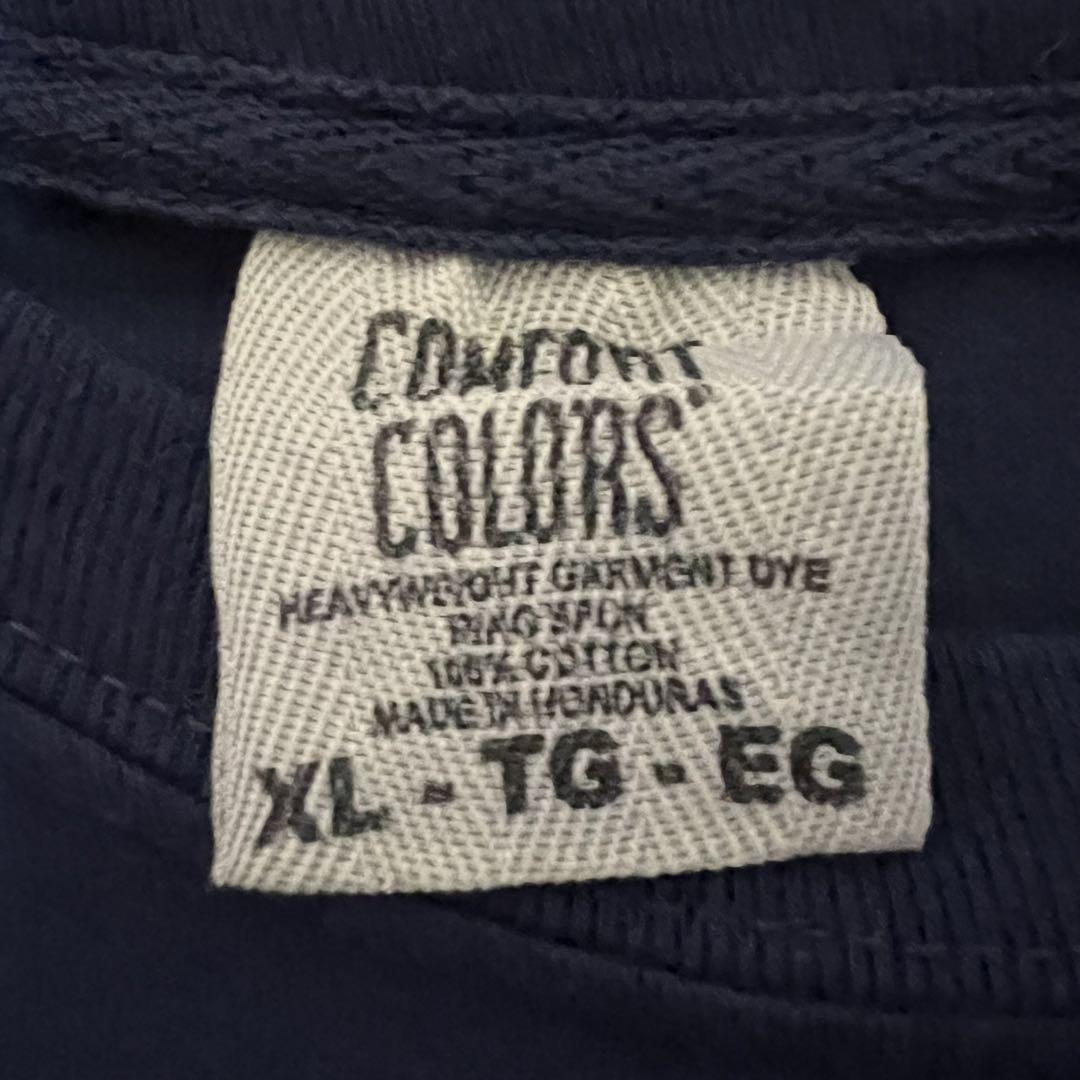 COMFORT
COLORS®
HEAVYWEIGHT GARMENT DYE
RING SPUN
100% COTTON
MADE IN HONDURAS
XL - TG - EG